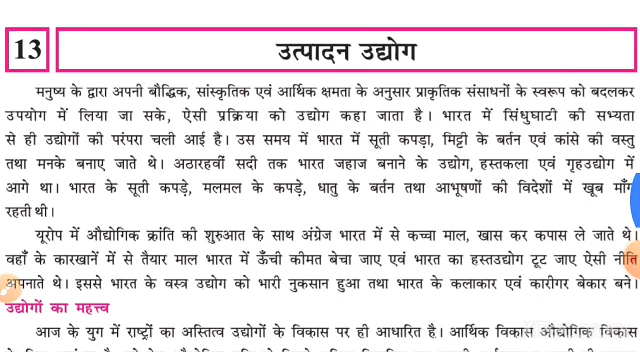 13
उत्पादन उद्योग
मनुष्य के द्वारा अपनी बौद्धिक, सांस्कृतिक एवं आर्थिक क्षमता के अनुसार प्राकृतिक संसाधनों के स्वरूप को बदलकर
उपयोग में लिया जा सके, ऐसी प्रक्रिया को उद्योग कहा जाता है। भारत में सिंधुघाटी की सभ्यता
से ही उद्योगों की परंपरा चली आई है। उस समय में भारत में सूती कपड़ा, मिट्टी के बर्तन एवं कांसे की वस्तु
तथा मनके बनाए जाते थे। अठारहवीं सदी तक भारत जहाज बनाने के उद्योग, हस्तकला एवं गृहउद्योग में
आगे था। भारत के सूती कपड़े, मलमल के कपड़े, धातु के बर्तन तथा आभूषणों की विदेशों में खूब माँग
रहती थी।
यूरोप में औद्योगिक क्रांति की शुरुआत के साथ अंग्रेज भारत में से कच्चा माल, खास कर कपास ले जाते थे।
वहाँ के कारखानें में से तैयार माल भारत में ऊँची कीमत बेचा जाए एवं भारत का हस्तउद्योग टूट जाए ऐसी नीति
अपनाते थे। इससे भारत के वस्त्र उद्योग को भारी नुकसान हुआ तथा भारत के कलाकार एवं कारीगर बेकार बने।
उद्योगों का महत्त्व
आज के युग में राष्ट्रों का अस्तित्व उद्योगों के विकास पर ही आधारित है। आर्थिक विकास औद्योगिक विकास